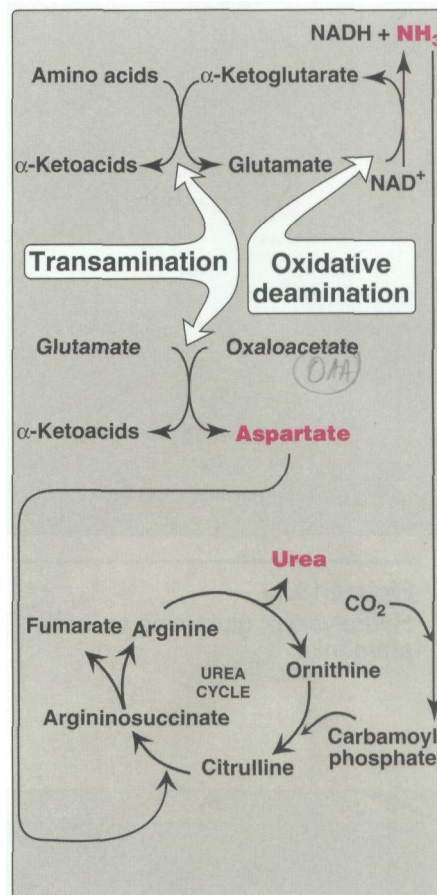 NADH + NH₃
Amino acids α-Ketoglutarate
α-Ketoacids Glutamate
NAD⁺
Transamination
Oxidative
deamination
Glutamate Oxaloacetate
OAA
α-Ketoacids Aspartate
Urea
CO₂
Fumarate Arginine
UREA
CYCLE
Ornithine
Argininosuccinate
Citrulline
Carbamoyl
phosphate